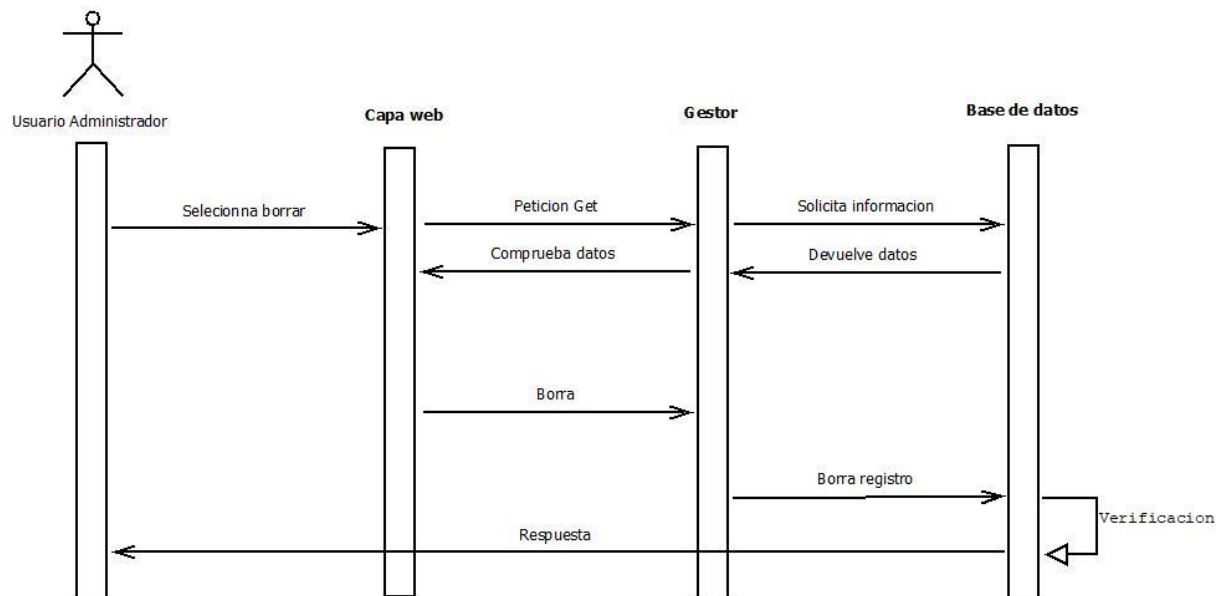 Usuario Administrador
Capa web
Gestor
Base de datos
Selecionna borrar
Peticion Get
Solicita informacion
Comprueba datos
Devuelve datos
Borra
Borra registro
Verificacion
Respuesta